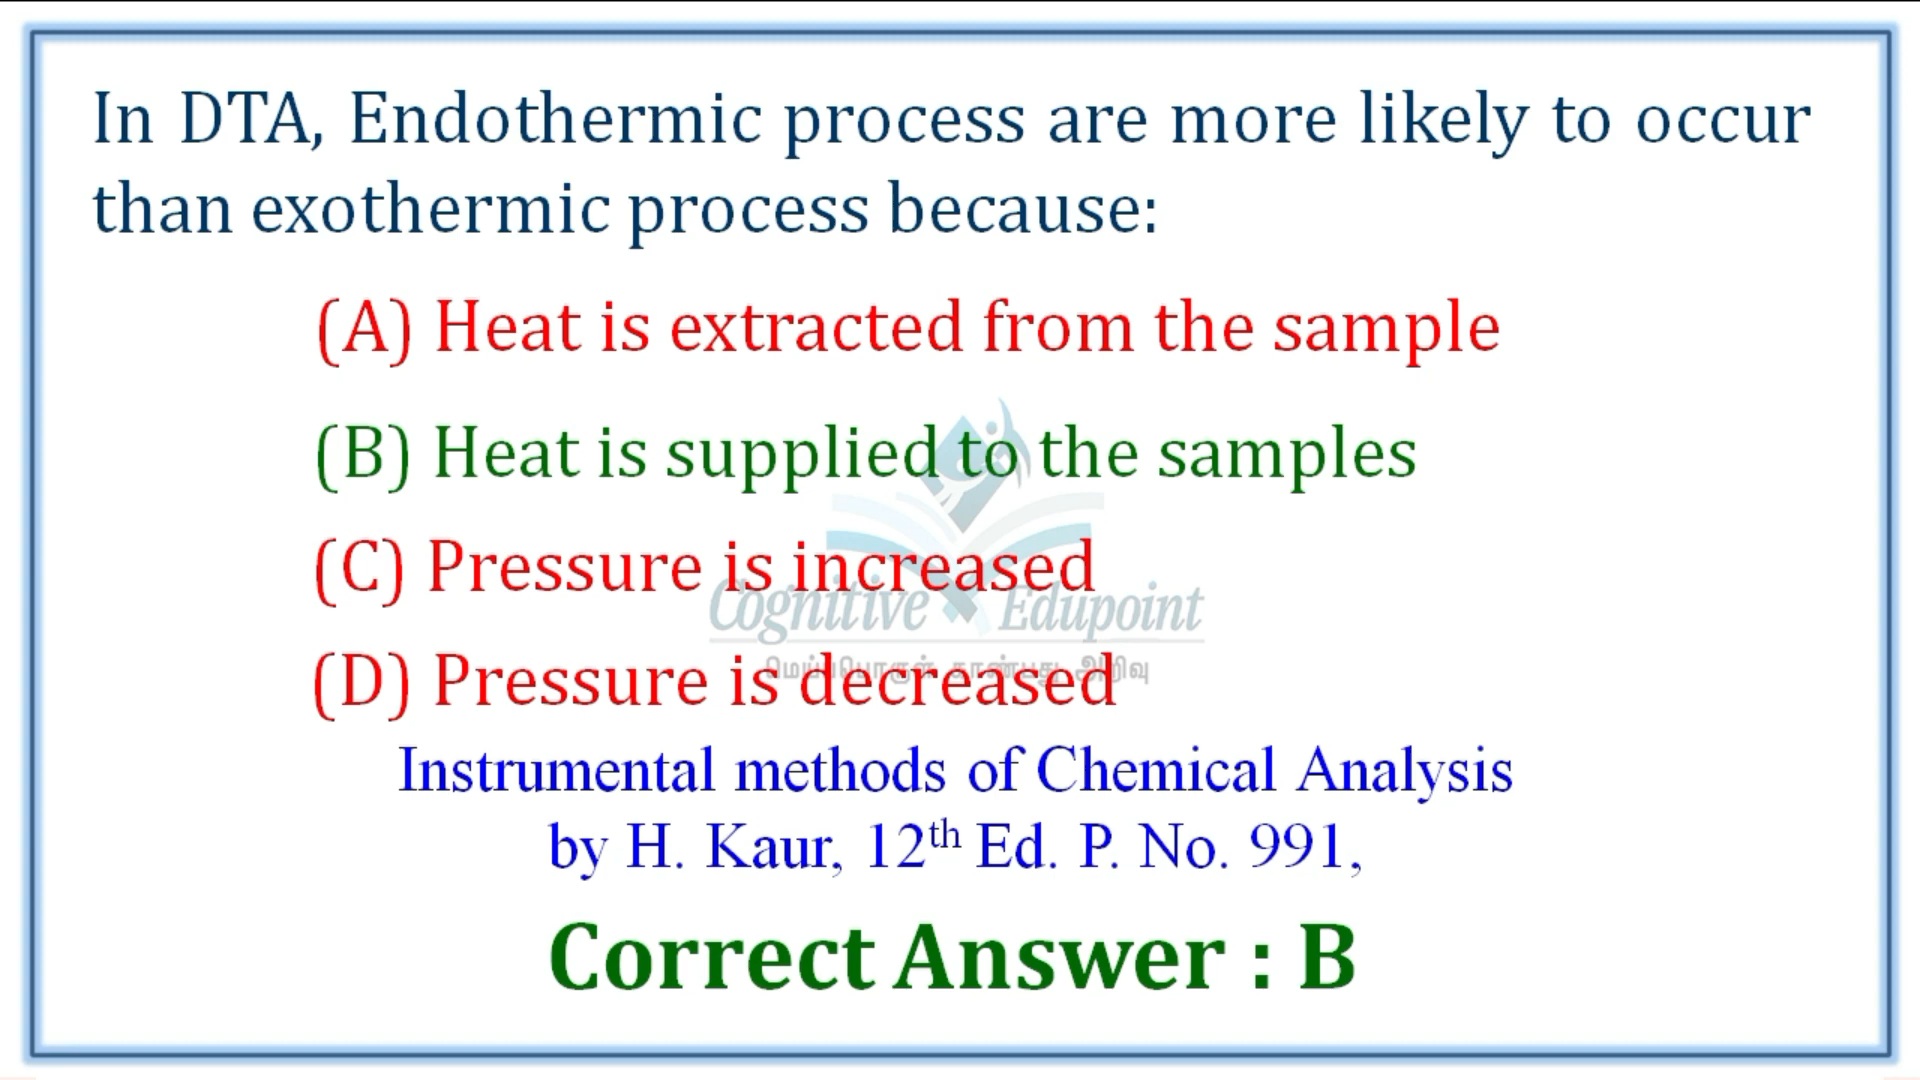 In DTA, Endothermic process are more likely to occur
than exothermic process because:
(A) Heat is extracted from the sample
(B) Heat is supplied to the samples
(C) Pressure is increased
Cognitive Edupoint
(D) Pressure is decreased
மெய்ப்பொருள் காண்பது அறிவு
Instrumental methods of Chemical Analysis
by H. Kaur, 12th Ed. P. No. 991,
Correct Answer : B